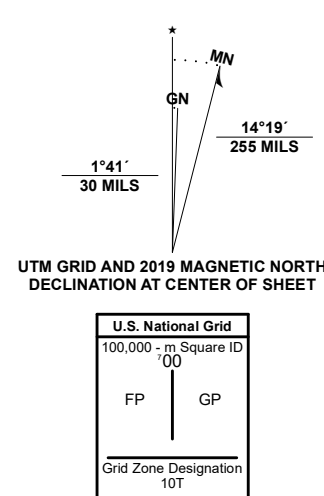 ★
MN
GN
14°19´
255 MILS
1°41´
30 MILS
UTM GRID AND 2019 MAGNETIC NORTH
DECLINATION AT CENTER OF SHEET
U.S. National Grid
100,000 - m Square ID
⁷00
FP GP
Grid Zone Designation
10T